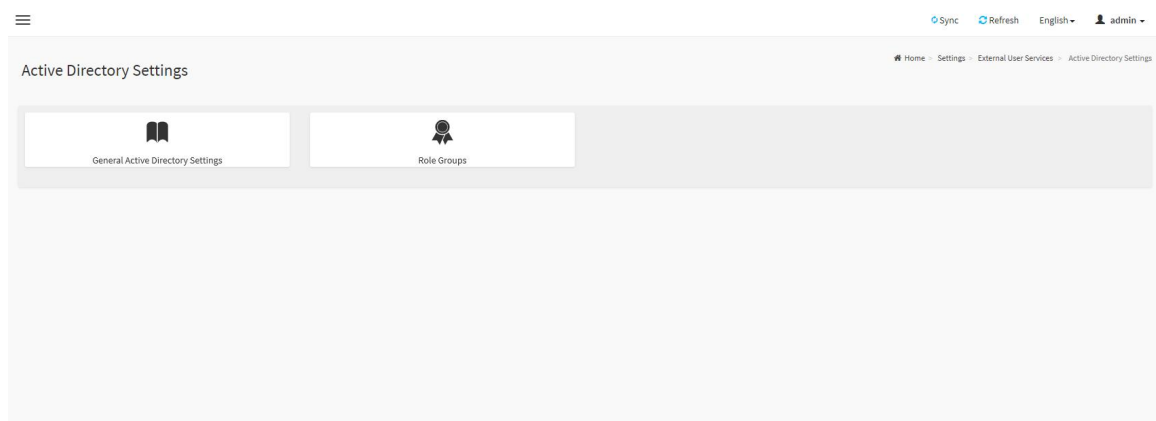 Sync Refresh English admin
Home > Settings > External User Services > Active Directory Settings
Active Directory Settings
General Active Directory Settings
Role Groups